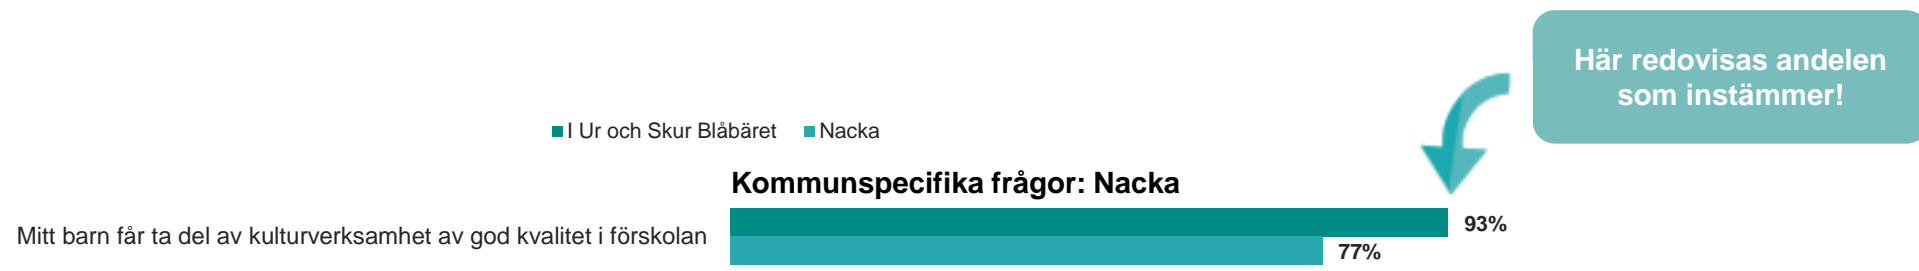 Här redovisas andelen
som instämmer!
I Ur och Skur Blåbäret Nacka
Kommunspecifika frågor: Nacka
Mitt barn får ta del av kulturverksamhet av god kvalitet i förskolan
93%
77%